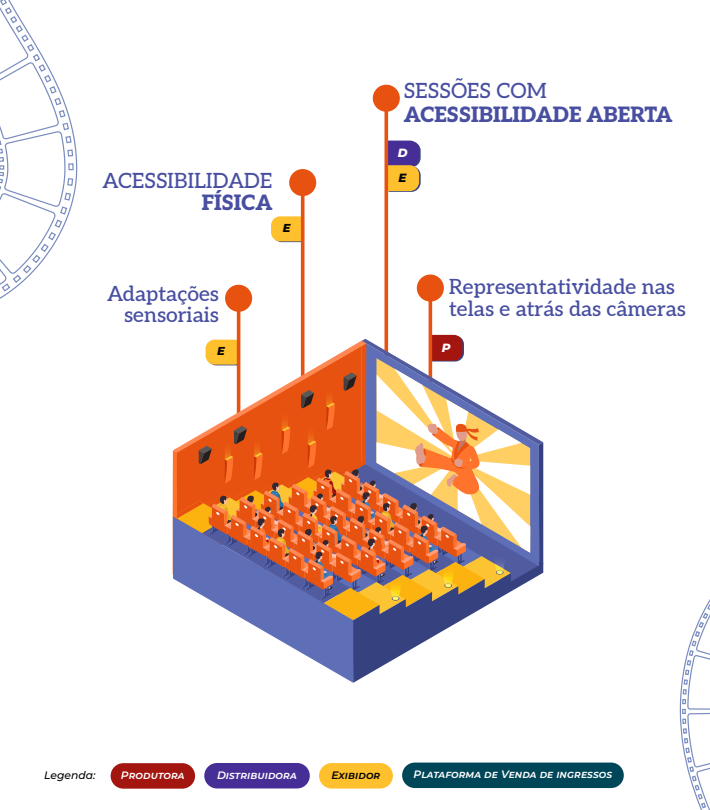 SESSÕES COM
ACESSIBILIDADE ABERTA
D
E
ACESSIBILIDADE
FÍSICA
E
Adaptações
sensoriais
E
Representatividade nas
telas e atrás das câmeras
P
Legenda: PRODUTORA DISTRIBUIDORA EXIBIDOR PLATAFORMA DE VENDA DE INGRESSOS